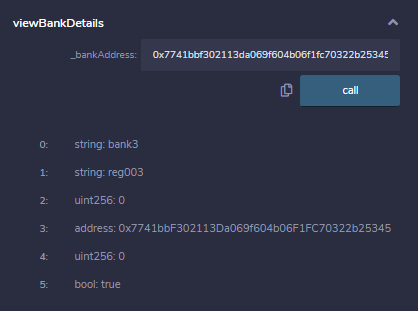 viewBankDetails
_bankAddress: 0x7741bbf302113da069f604b06f1fc70322b25345
call
0: string: bank3
1: string: reg003
2: uint256: 0
3: address: 0x7741bbF302113Da069f604b06F1FC70322b25345
4: uint256: 0
5: bool: true